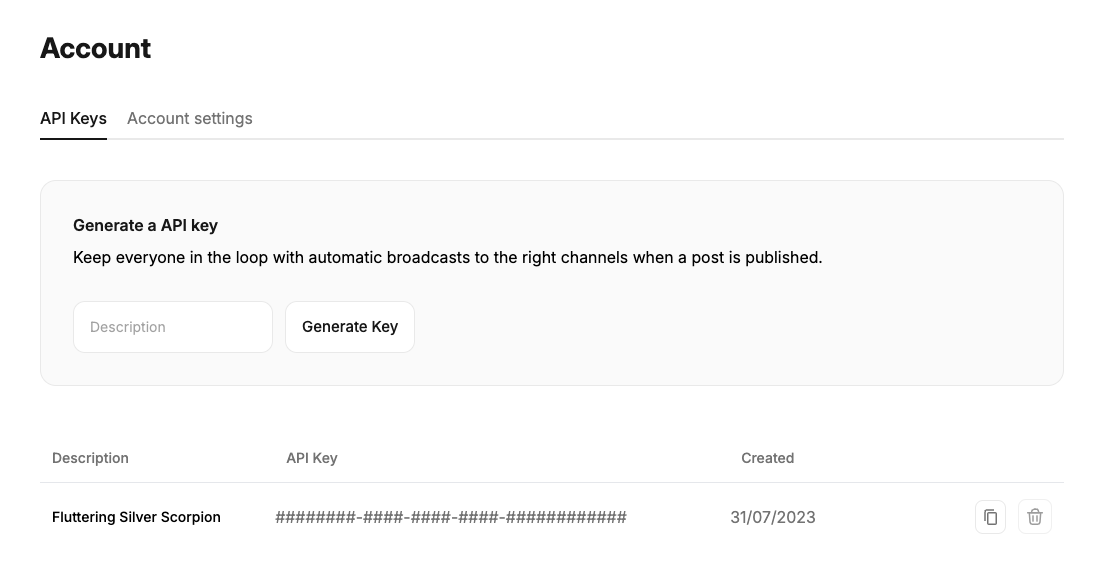 Account
API Keys Account settings
Generate a API key
Keep everyone in the loop with automatic broadcasts to the right channels when a post is published.
Description Generate Key
Description API Key Created
Fluttering Silver Scorpion ########-####-####-####-############ 31/07/2023